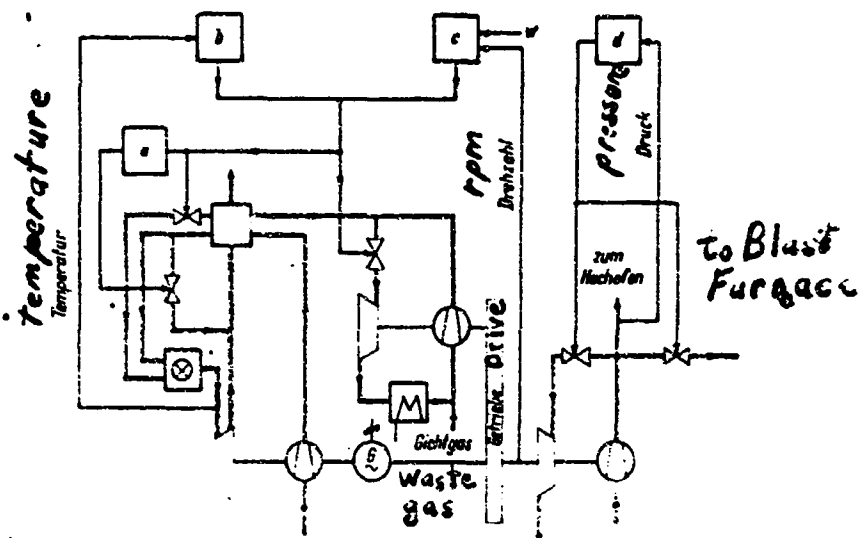 b
c
w
d
a
temperature
Temperatur
rpm
Drehzahl
pressure
Druck
zum
Hochofen
to Blast
Furnace
Drive
Getriebe
Gichtgas
Waste
gas
G
~